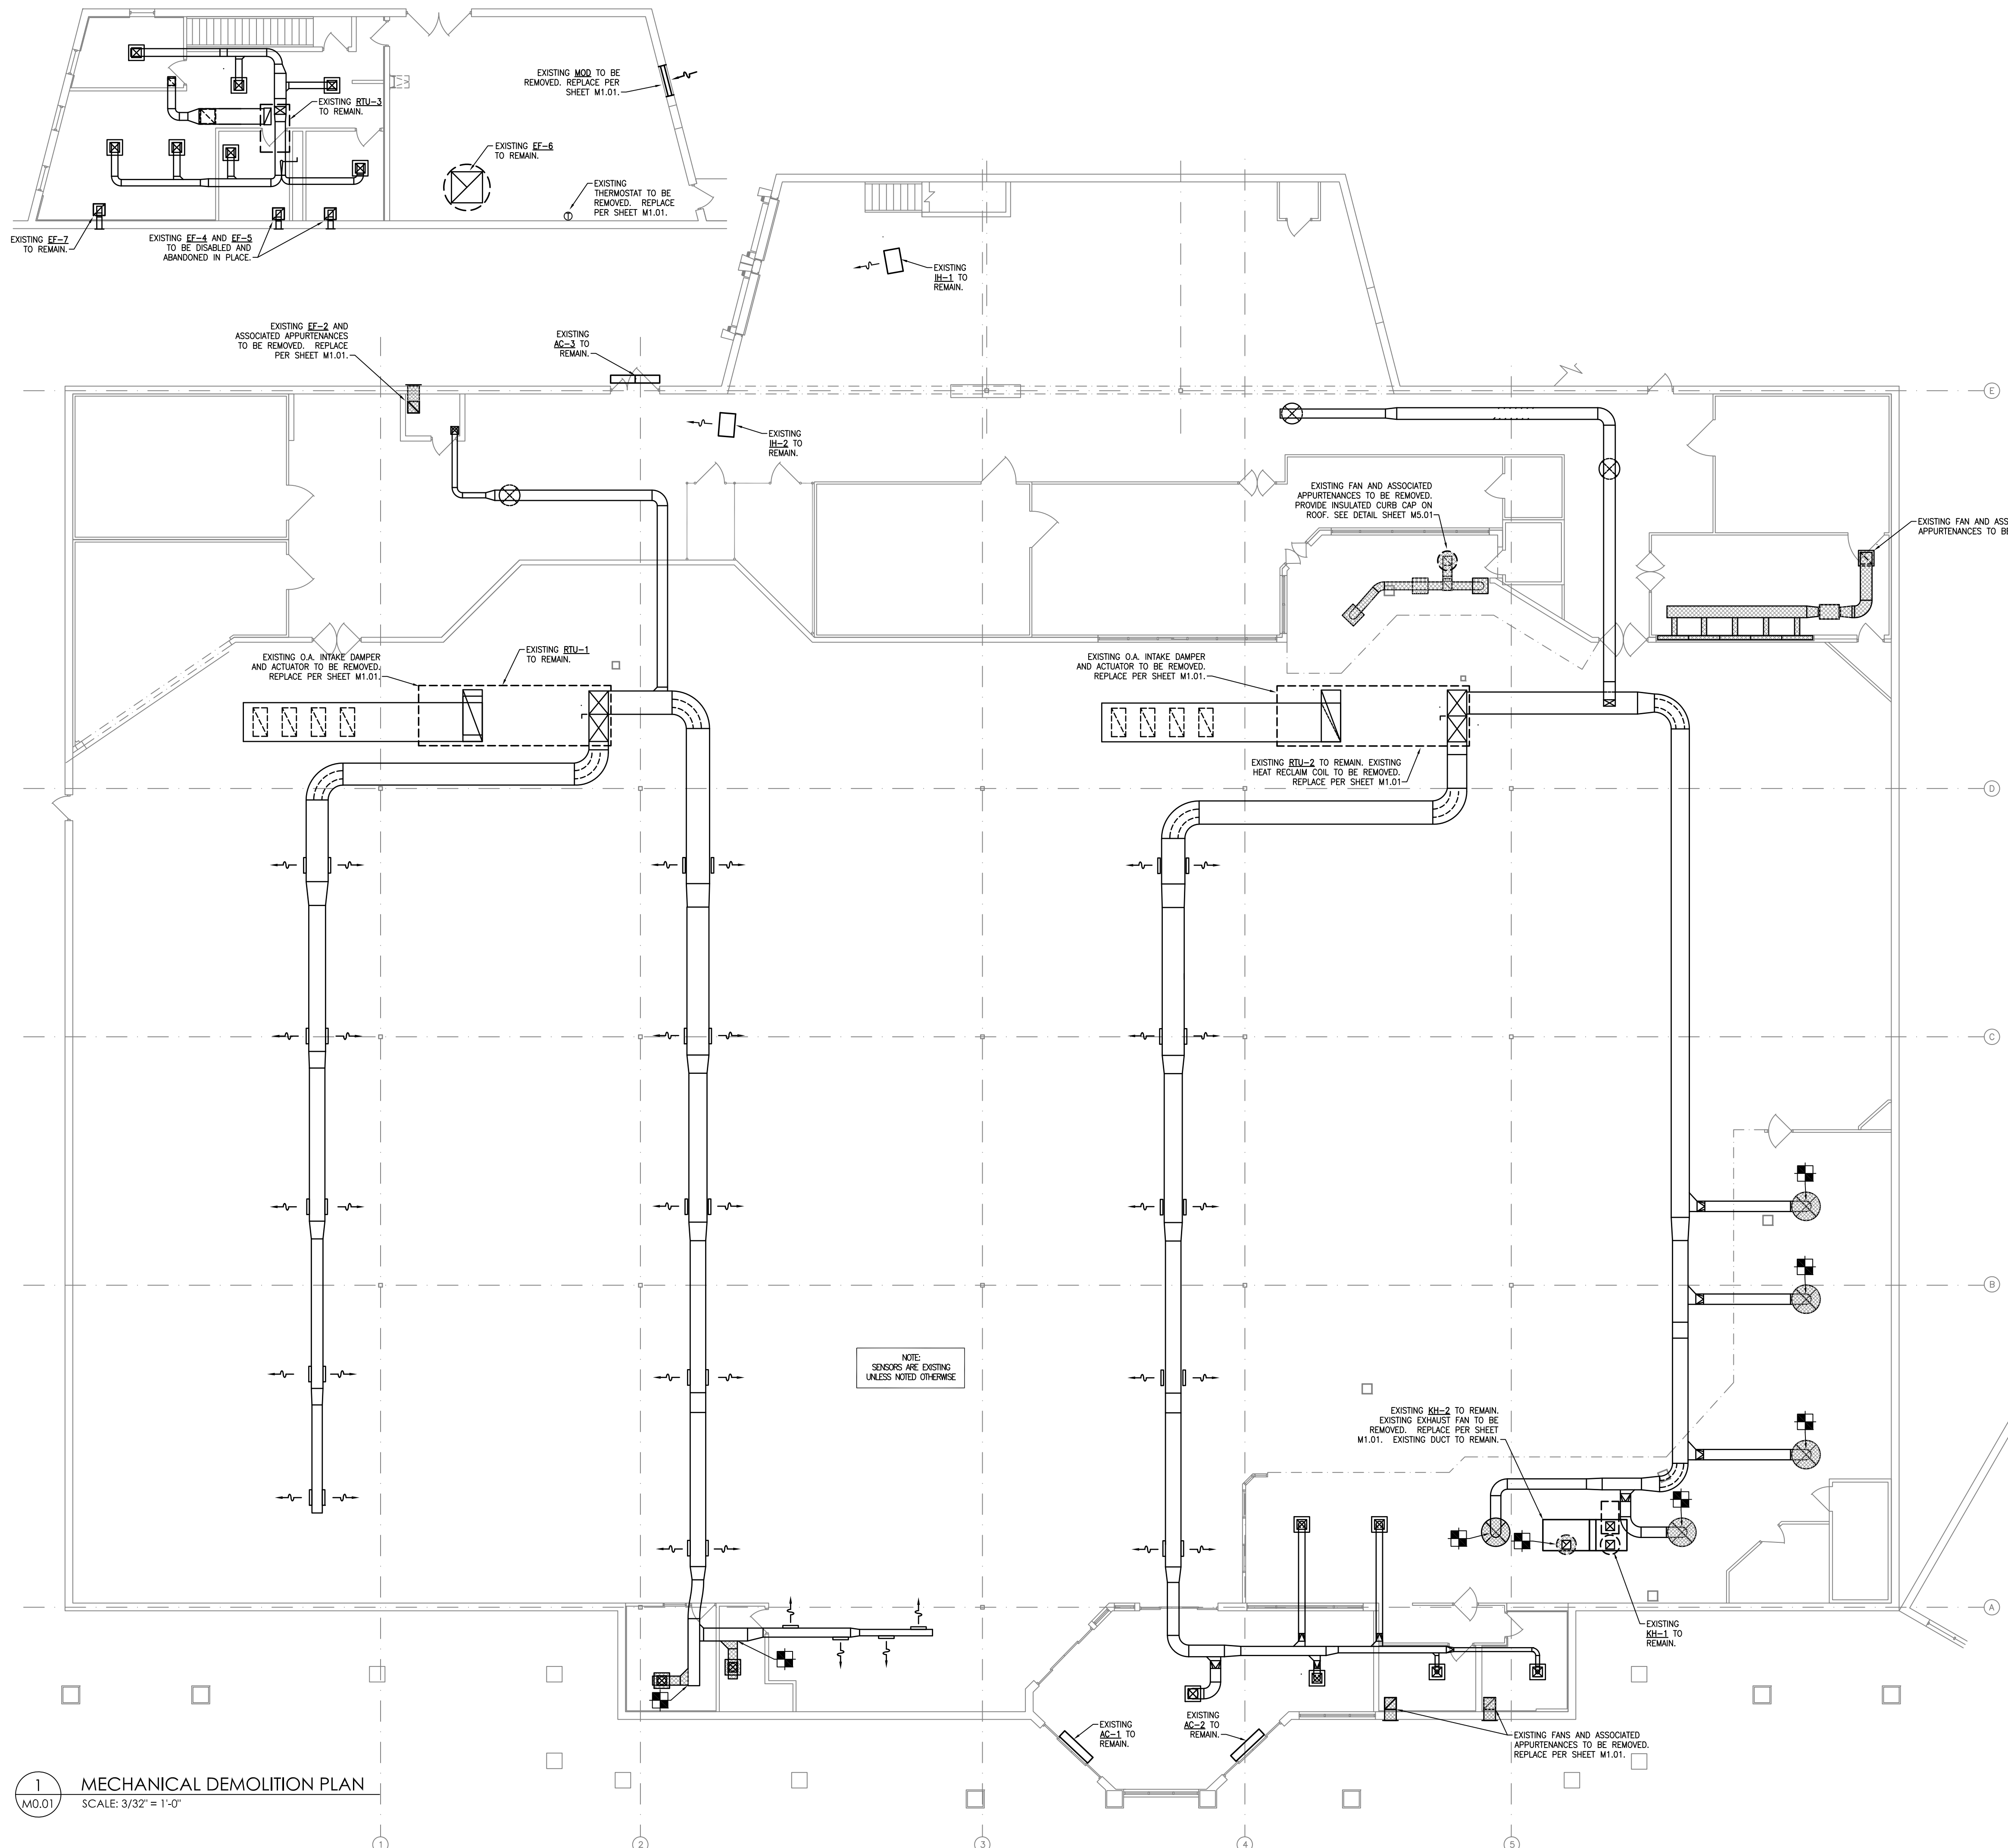 EXISTING MOD TO BE
REMOVED. REPLACE PER
SHEET M1.01.
EXISTING RTU-3
TO REMAIN.
EXISTING EF-6
TO REMAIN.
EXISTING
THERMOSTAT TO BE
REMOVED. REPLACE
PER SHEET M1.01.
EXISTING EF-7
TO REMAIN.
EXISTING EF-4 AND EF-5
TO BE DISABLED AND
ABANDONED IN PLACE.
EXISTING
IH-1 TO
REMAIN.
EXISTING EF-2 AND
ASSOCIATED APPURTENANCES
TO BE REMOVED. REPLACE
PER SHEET M1.01.
EXISTING
AC-3 TO
REMAIN.
E
EXISTING
IH-2 TO
REMAIN.
EXISTING FAN AND ASSOCIATED
APPURTENANCES TO BE REMOVED.
PROVIDE INSULATED CURB CAP ON
ROOF. SEE DETAIL SHEET M5.01
EXISTING FAN AND ASS
APPURTENANCES TO BE
EXISTING O.A. INTAKE DAMPER
AND ACTUATOR TO BE REMOVED.
REPLACE PER SHEET M1.01.
EXISTING RTU-1
TO REMAIN.
EXISTING O.A. INTAKE DAMPER
AND ACTUATOR TO BE REMOVED.
REPLACE PER SHEET M1.01.
EXISTING RTU-2 TO REMAIN. EXISTING
HEAT RECLAIM COIL TO BE REMOVED.
REPLACE PER SHEET M1.01
D
C
B
NOTE:
SENSORS ARE EXISTING
UNLESS NOTED OTHERWISE
EXISTING KH-2 TO REMAIN.
EXISTING EXHAUST FAN TO BE
REMOVED. REPLACE PER SHEET
M1.01. EXISTING DUCT TO REMAIN.
A
EXISTING
KH-1 TO
REMAIN.
EXISTING
AC-1 TO
REMAIN.
EXISTING
AC-2 TO
REMAIN.
EXISTING FANS AND ASSOCIATED
APPURTENANCES TO BE REMOVED.
REPLACE PER SHEET M1.01.
1
M0.01
MECHANICAL DEMOLITION PLAN
SCALE: 3/32" = 1'-0"
1
2
3
4
5